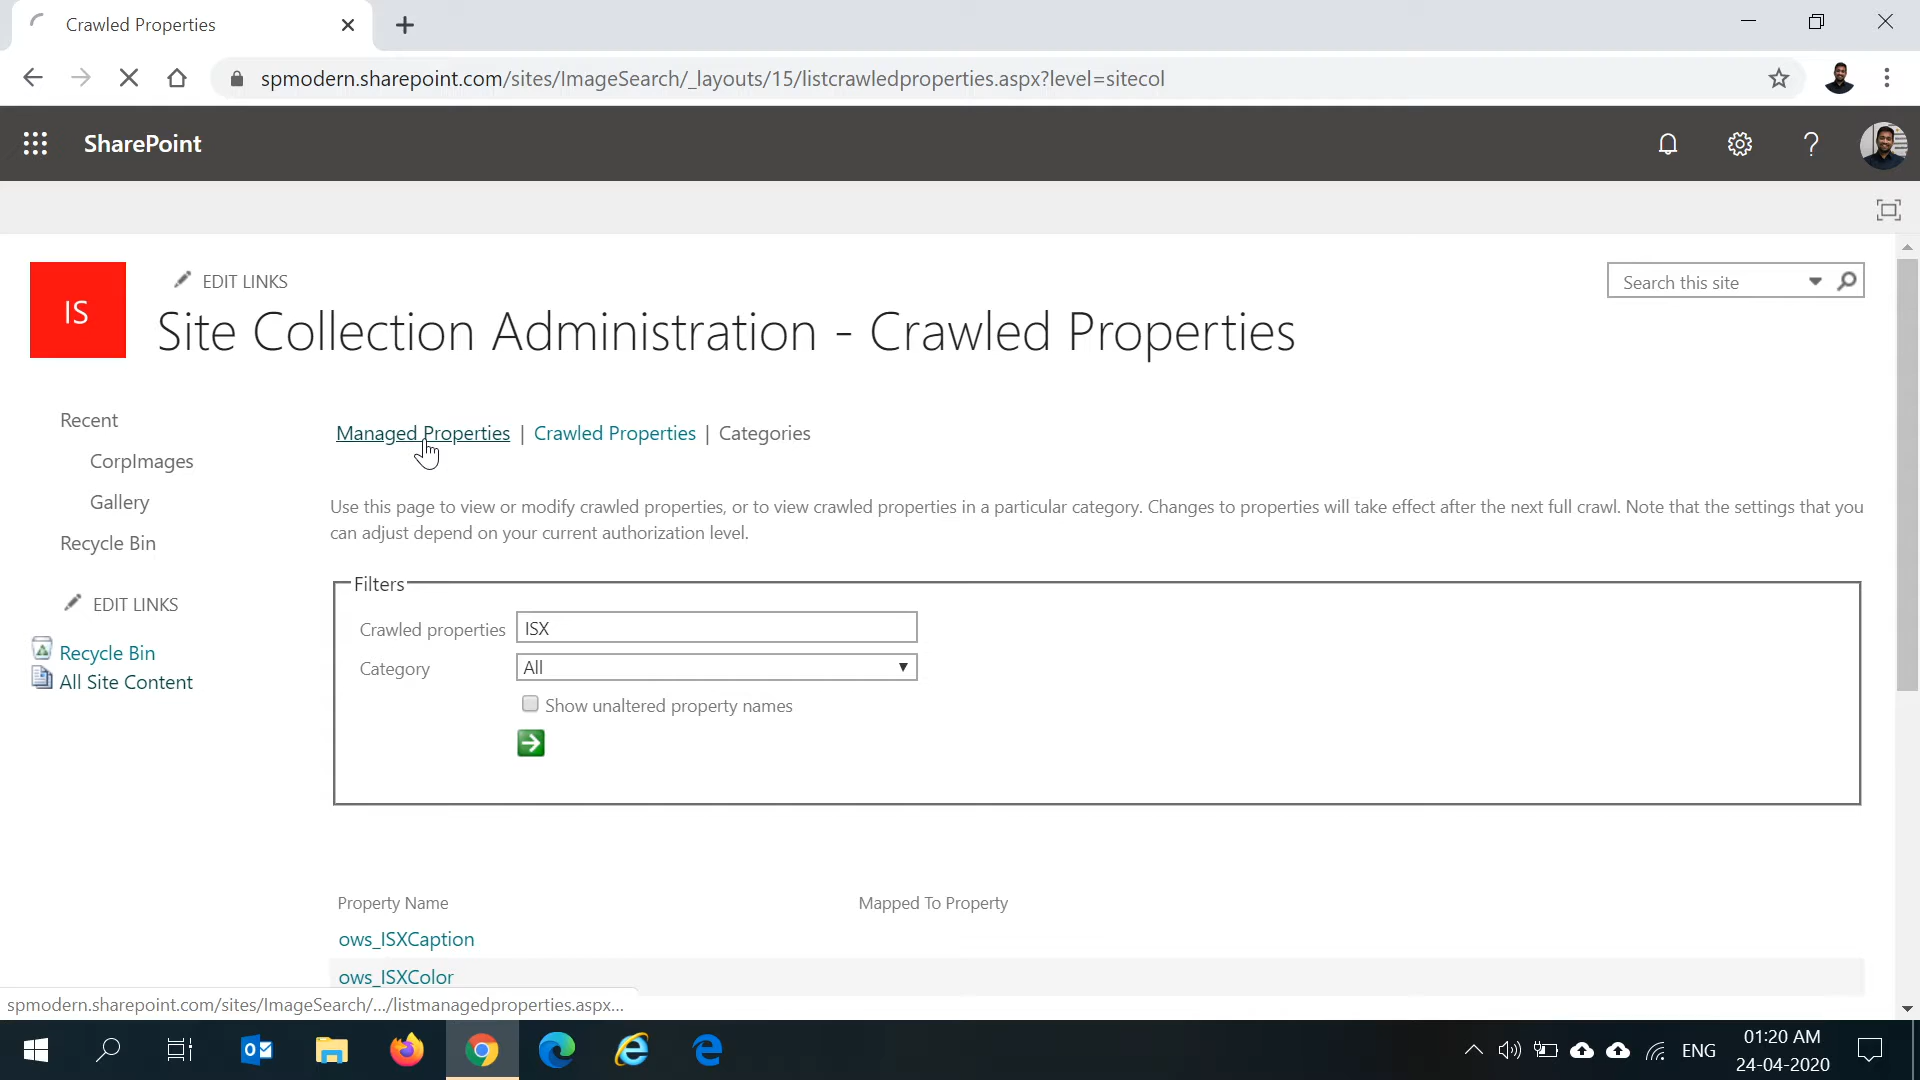 Crawled Properties
spmodern.sharepoint.com/sites/ImageSearch/_layouts/15/listcrawledproperties.aspx?level=sitecol
SharePoint
IS
EDIT LINKS
Search this site
Site Collection Administration - Crawled Properties
Recent
CorpImages
Gallery
Recycle Bin
EDIT LINKS
Recycle Bin
All Site Content
Managed Properties | Crawled Properties | Categories
Use this page to view or modify crawled properties, or to view crawled properties in a particular category. Changes to properties will take effect after the next full crawl. Note that the settings that you
can adjust depend on your current authorization level.
Filters
Crawled properties ISX
Category All
Show unaltered property names
Property Name Mapped To Property
ows_ISXCaption
ows_ISXColor
spmodern.sharepoint.com/sites/ImageSearch/.../listmanagedproperties.aspx...
ENG
01:20 AM
24-04-2020